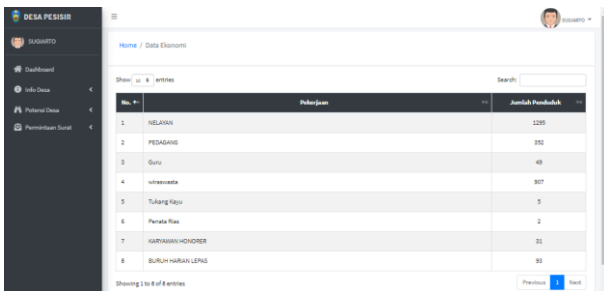 DESA PESISIR
SUGIARTO
SUGIARTO
Home / Data Ekonomi
Dashboard
Info Desa
Potensi Desa
Permintaan Surat
Show 10 entries
Search:
No. Pekerjaan Jumlah Penduduk
1 NELAYAN 1295
2 PEDAGANG 352
3 Guru 49
4 wiraswasta 907
5 Tukang Kayu 5
6 Penata Rias 2
7 KARYAWAN HONORER 31
8 BURUH HARIAN LEPAS 93
Showing 1 to 8 of 8 entries
Previous 1 Next